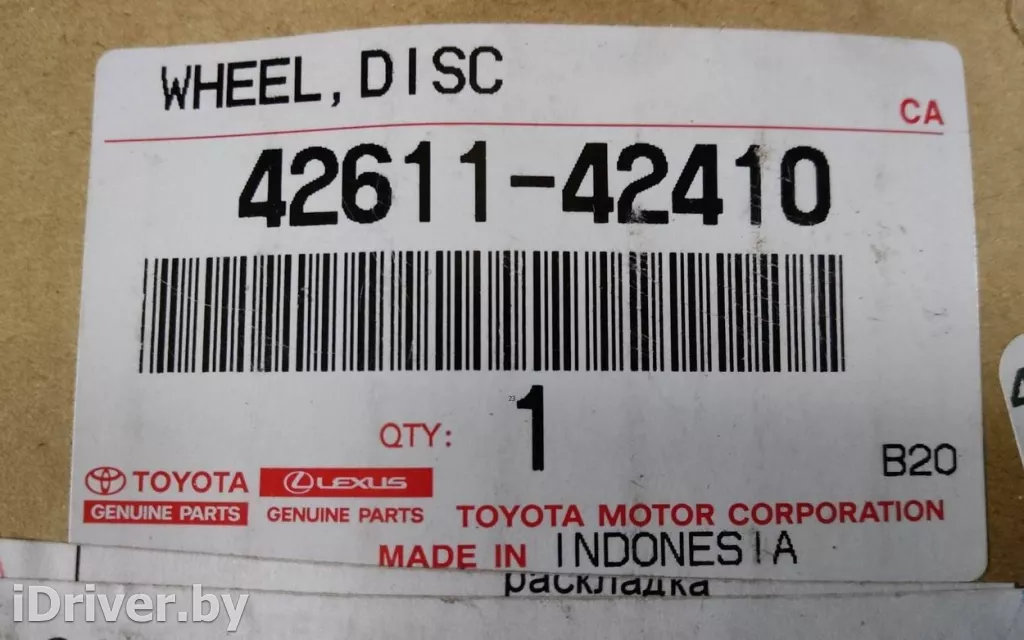 WHEEL, DISC
CA
42611-42410
23
QTY: 1
B20
TOYOTA LEXUS
GENUINE PARTS GENUINE PARTS TOYOTA MOTOR CORPORATION
MADE IN INDONESIA
раскладка
iDriver.by